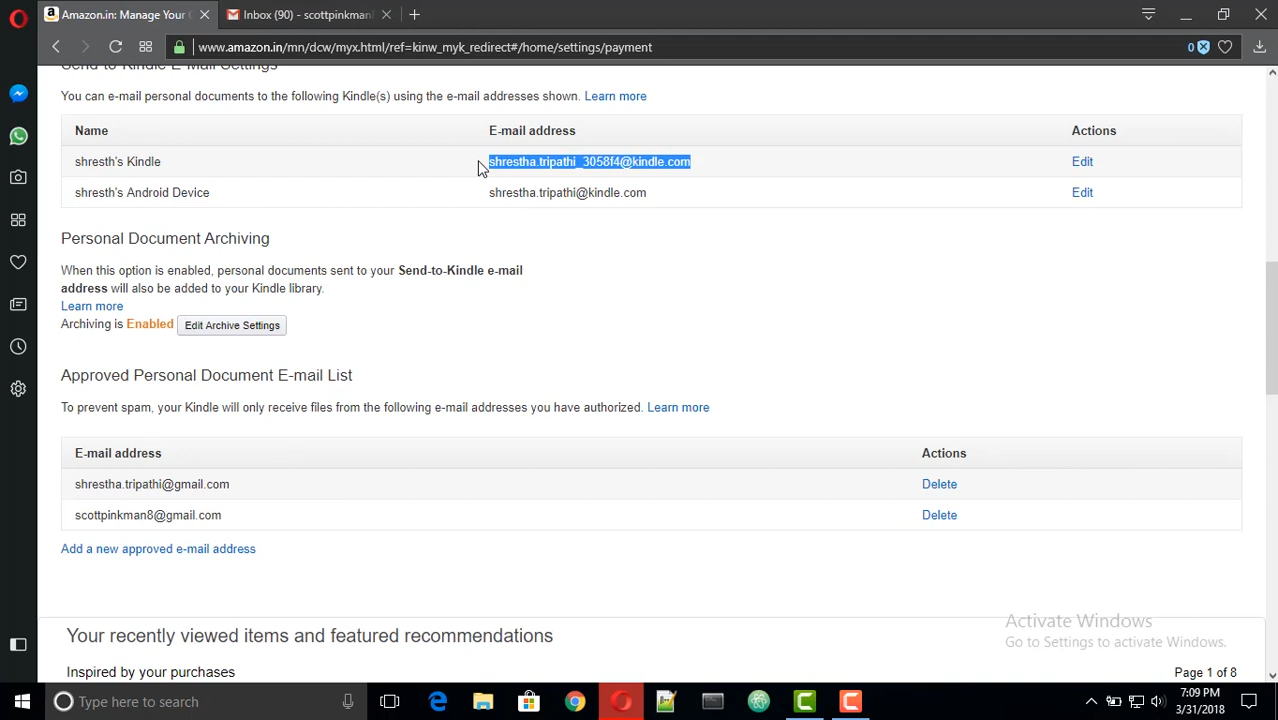 Amazon.in: Manage Your C
Inbox (90) - scottpinkman
www.amazon.in/mn/dcw/myx.html/ref=kinw_myk_redirect#/home/settings/payment
0
Send-to-Kindle E-Mail Settings
You can e-mail personal documents to the following Kindle(s) using the e-mail addresses shown. Learn more
Name E-mail address Actions
shresth's Kindle shrestha.tripathi_3058f4@kindle.com Edit
shresth's Android Device shrestha.tripathi@kindle.com Edit
Personal Document Archiving
When this option is enabled, personal documents sent to your Send-to-Kindle e-mail
address will also be added to your Kindle library.
Learn more
Archiving is Enabled Edit Archive Settings
Approved Personal Document E-mail List
To prevent spam, your Kindle will only receive files from the following e-mail addresses you have authorized. Learn more
E-mail address Actions
shrestha.tripathi@gmail.com Delete
scottpinkman8@gmail.com Delete
Add a new approved e-mail address
Your recently viewed items and featured recommendations
Inspired by your purchases Page 1 of 8
Activate Windows
Go to Settings to activate Windows.
Type here to search
7:09 PM
3/31/2018